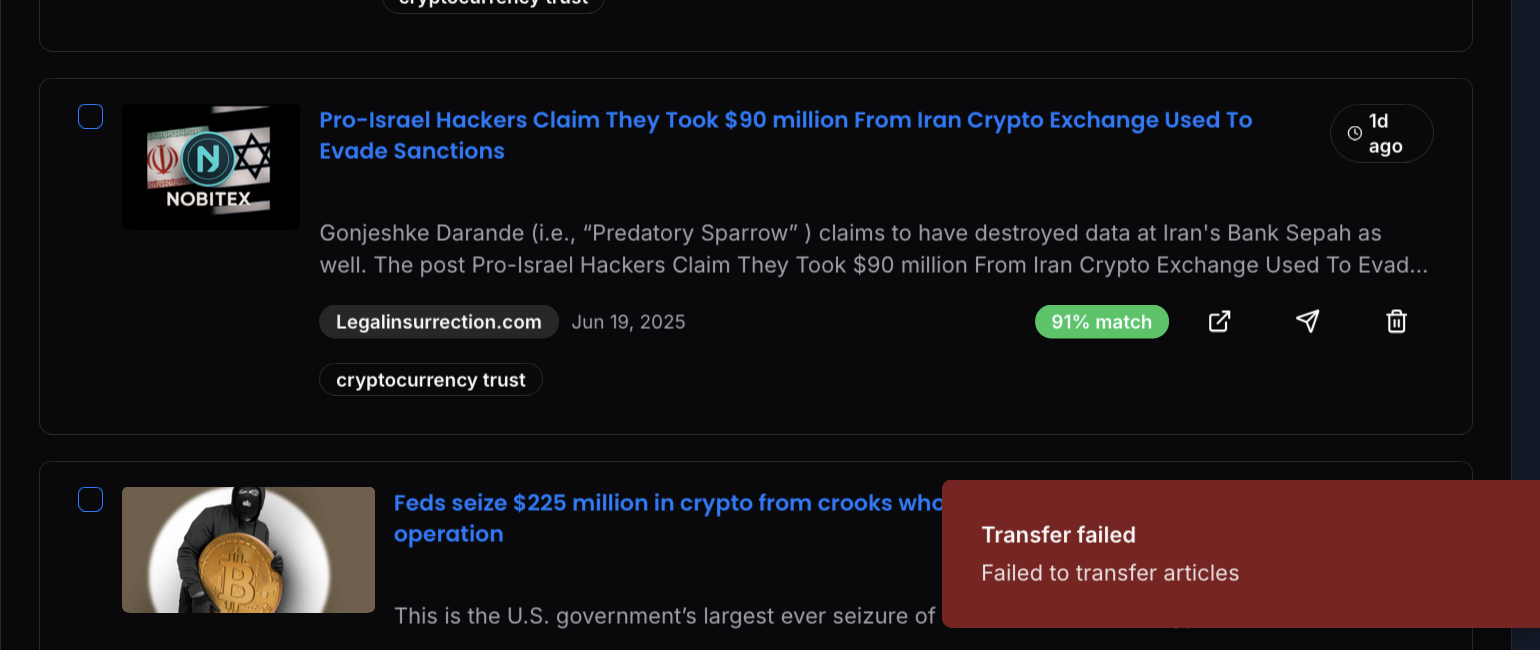 cryptocurrency trust
Pro-Israel Hackers Claim They Took $90 million From Iran Crypto Exchange Used To
Evade Sanctions
1d
ago
NOBITEX
Gonjeshke Darande (i.e., “Predatory Sparrow” ) claims to have destroyed data at Iran's Bank Sepah as
well. The post Pro-Israel Hackers Claim They Took $90 million From Iran Crypto Exchange Used To Evad...
Legalinsurrection.com
Jun 19, 2025
91% match
cryptocurrency trust
Feds seize $225 million in crypto from crooks who
operation
Transfer failed
Failed to transfer articles
This is the U.S. government’s largest ever seizure of